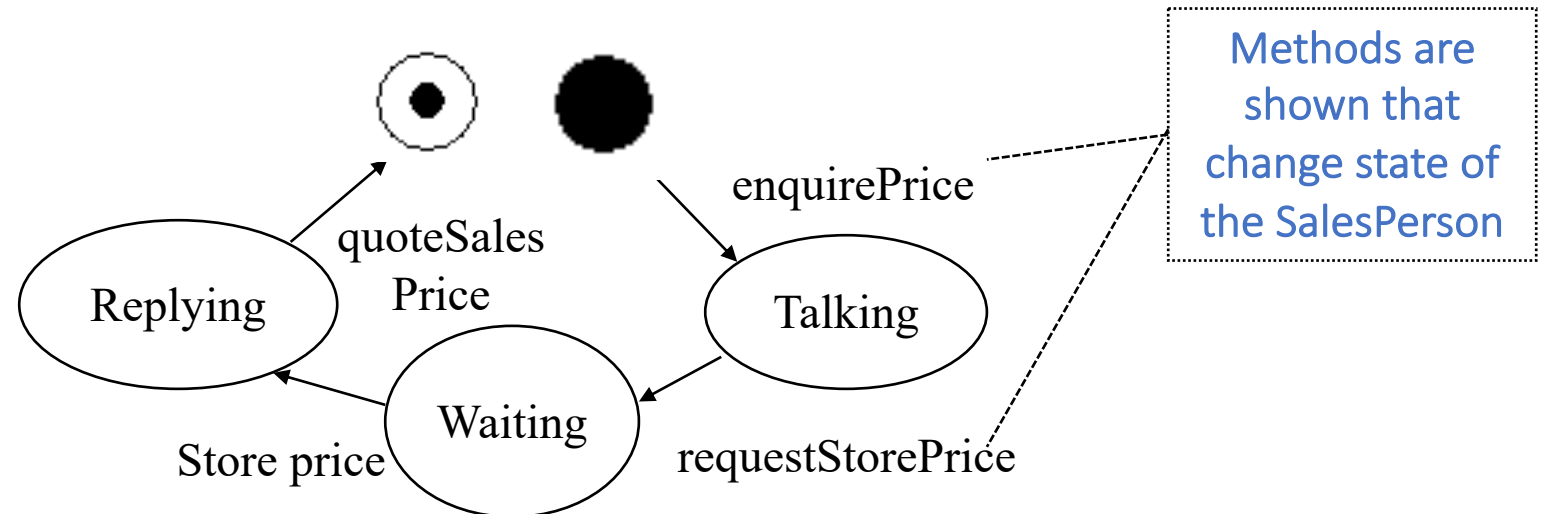 Methods are
shown that
change state of
the SalesPerson
enquirePrice
quoteSales
Price
Replying
Talking
Waiting
Store price
requestStorePrice